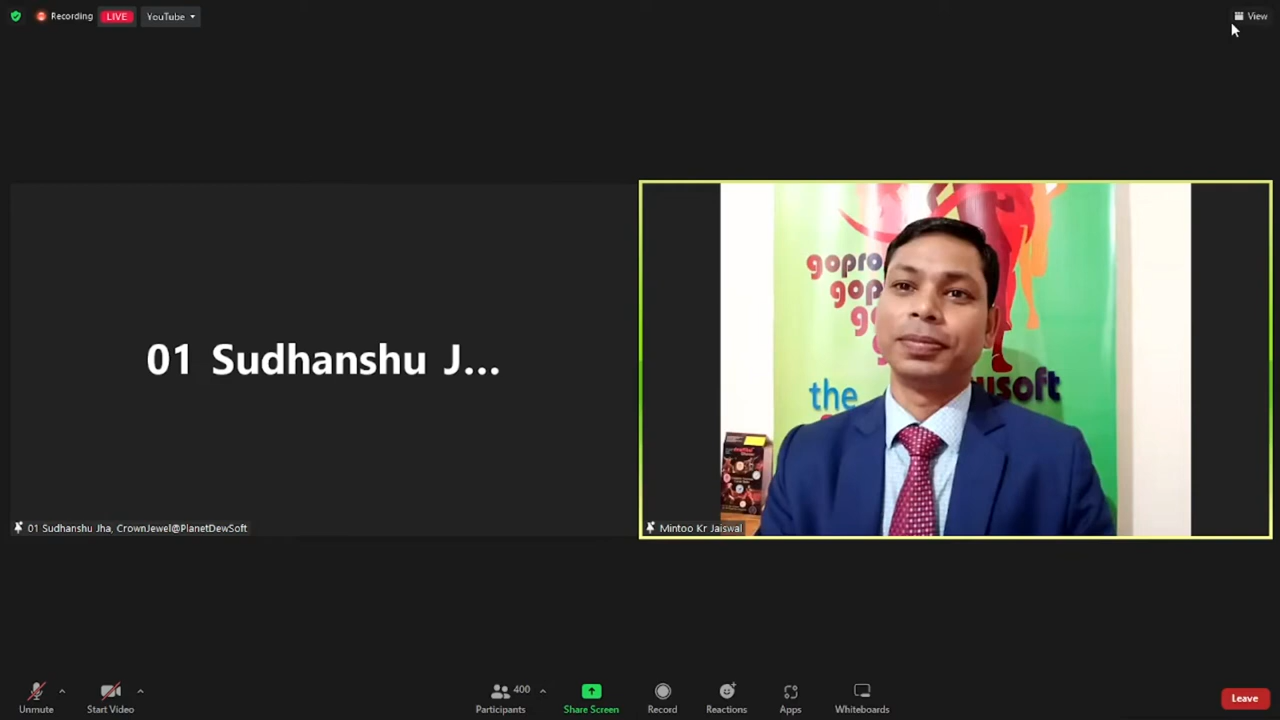 Recording
LIVE
YouTube
View
01 Sudhanshu J...
01 Sudhanshu Jha, CrownJewel@PlanetDewSoft
gopro
gop
go
the
usoft
Mintoo Kr Jaiswal
Unmute
Start Video
400
Participants
Share Screen
Record
Reactions
Apps
Whiteboards
Leave